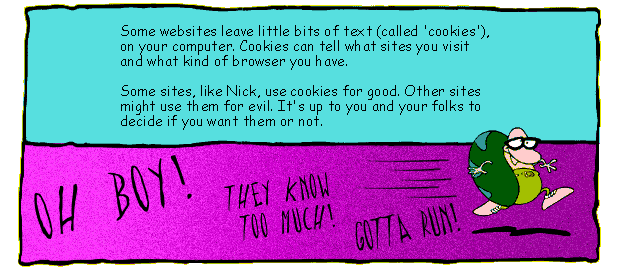 Some websites leave little bits of text (called 'cookies'),
on your computer. Cookies can tell what sites you visit
and what kind of browser you have.
Some sites, like Nick, use cookies for good. Other sites
might use them for evil. It's up to you and your folks to
decide if you want them or not.
OH BOY!
THEY KNOW
TOO MUCH!
GOTTA RUN!